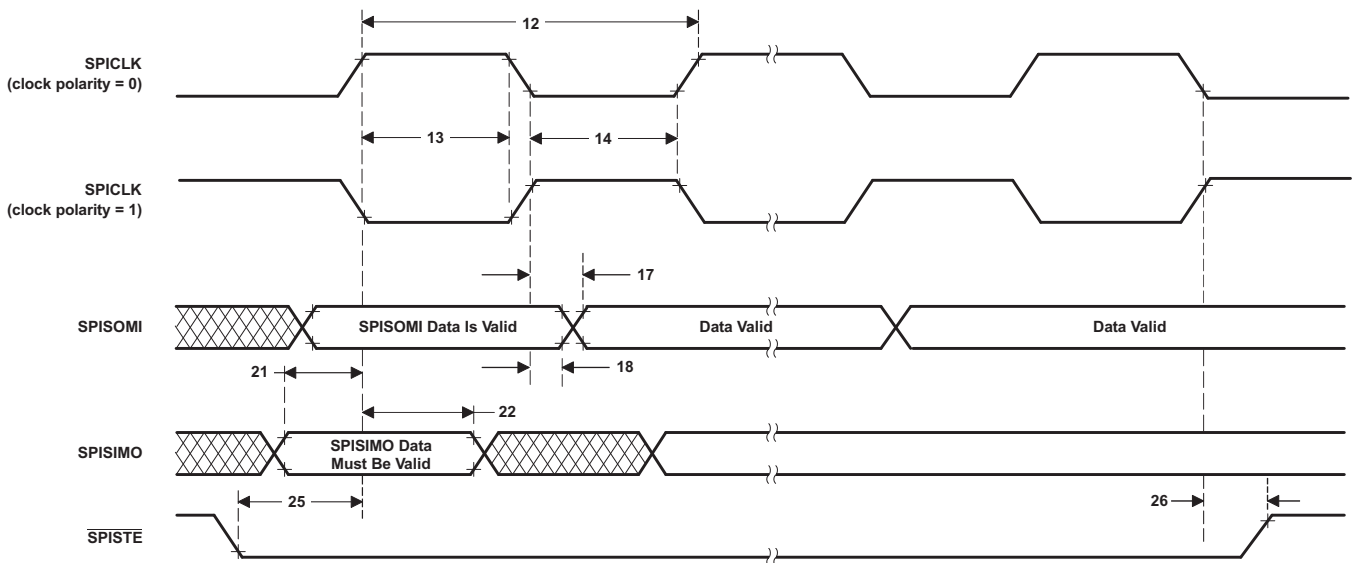 12
SPICLK
(clock polarity = 0)
13
14
SPICLK
(clock polarity = 1)
17
SPISOMI
SPISOMI Data Is Valid
Data Valid
Data Valid
21
18
22
SPISIMO
SPISIMO Data
Must Be Valid
25
26
SPISTE